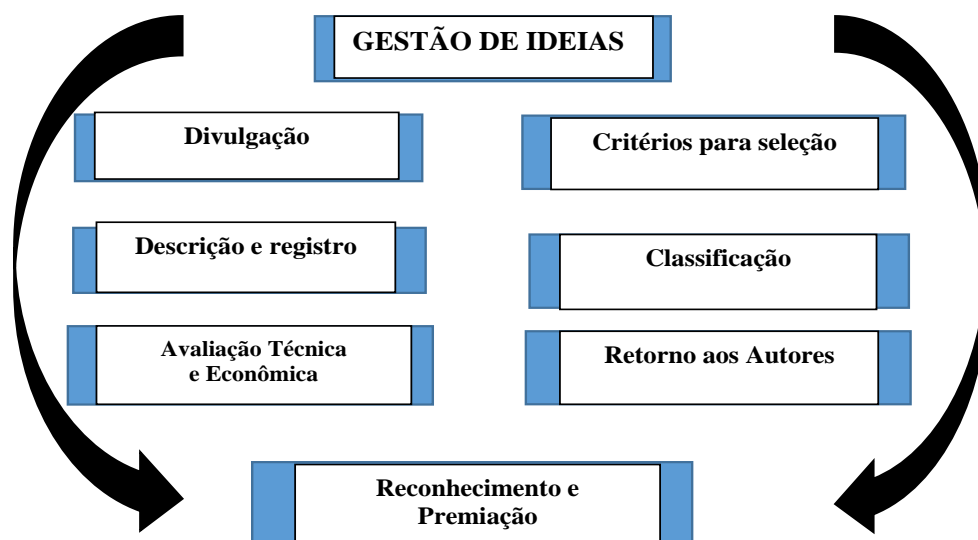 GESTÃO DE IDEIAS
Divulgação
Critérios para seleção
Descrição e registro
Classificação
Avaliação Técnica
e Econômica
Retorno aos Autores
Reconhecimento e
Premiação